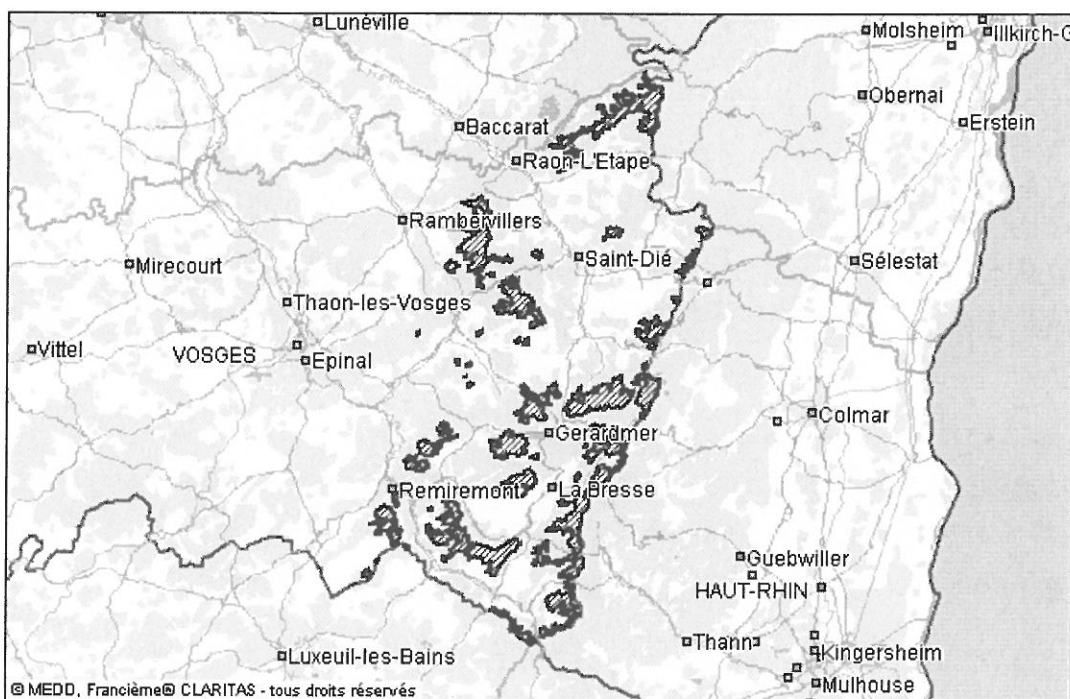 Lunéville
Molsheim
Illkirch-G
Obernai
Erstein
Baccarat
Raon-L'Etape
Rambervillers
Saint-Dié
Sélestat
Mirecourt
Thaon-les-Vosges
Vittel
VOSGES
Epinal
Colmar
Gerardmer
Remiremont
La Bresse
Guebwiller
HAUT-RHIN
Thann
Luxeuil-les-Bains
Kingersheim
Mulhouse
© MEDD, Francième® CLARITAS - tous droits réservés